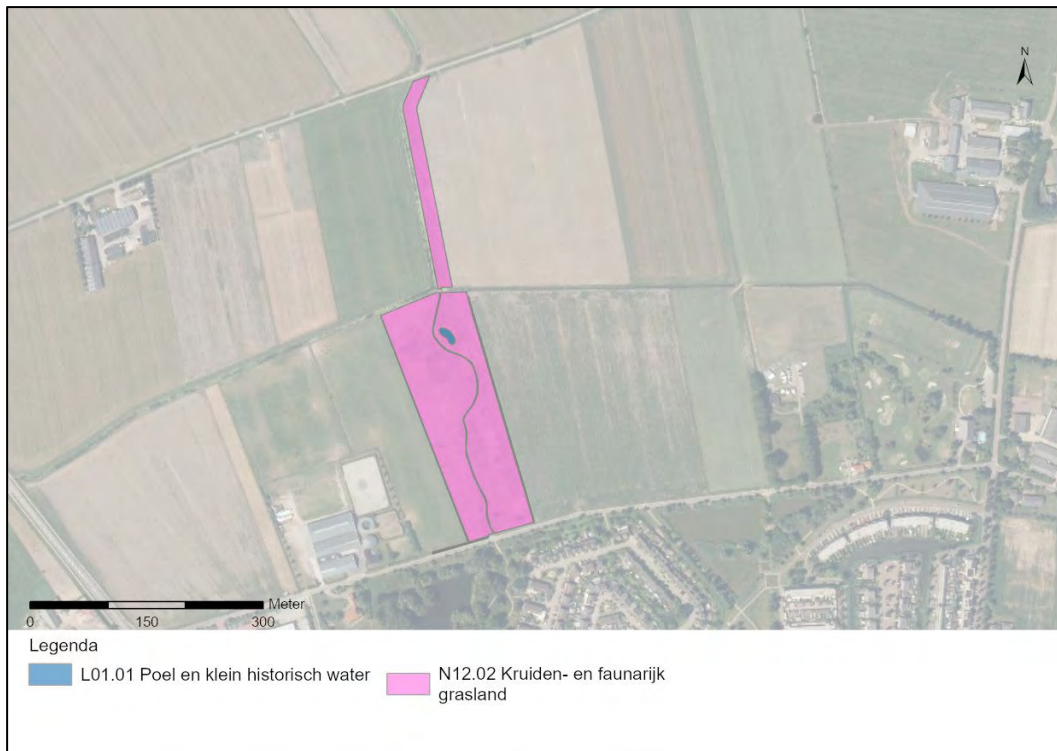 N
Meter
0 150 300
Legenda
L01.01 Poel en klein historisch water
N12.02 Kruiden- en faunarijk
grasland